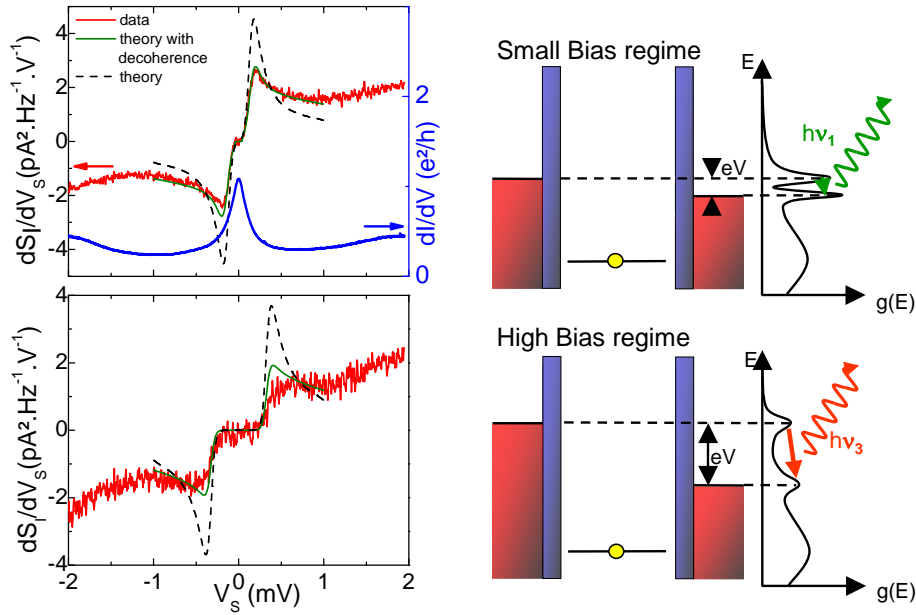 4
2
0
-2
-4
dS_I/dV_S(pA².Hz⁻¹.V⁻¹)
data
theory with
decoherence
theory
2
0
dI/dV (e²/h)
4
2
0
-2
-4
dS_I/dV_S(pA².Hz⁻¹.V⁻¹)
-2
-1
0
1
2
V_S (mV)
Small Bias regime
E
hν₁
eV
g(E)
High Bias regime
E
hν₃
eV
g(E)